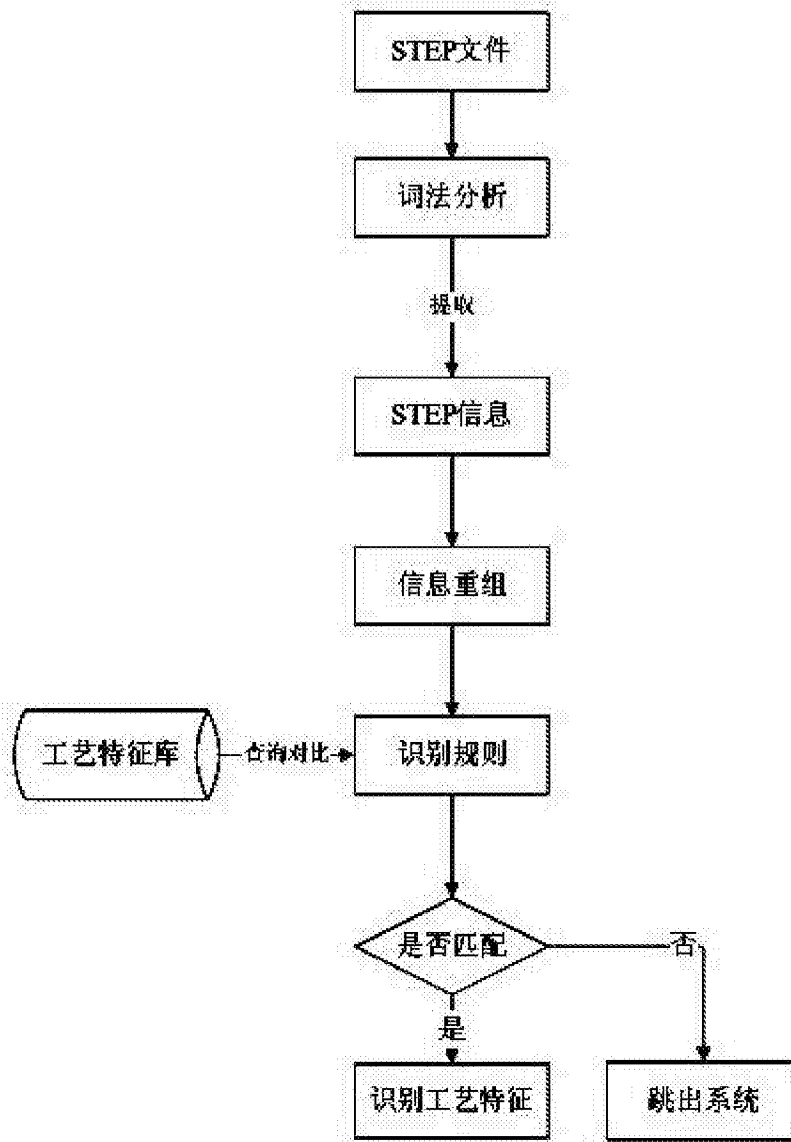 STEP文件
词法分析
提取
STEP信息
信息重组
工艺特征库
查询对比
识别规则
是否匹配
否
是
识别工艺特征
跳出系统